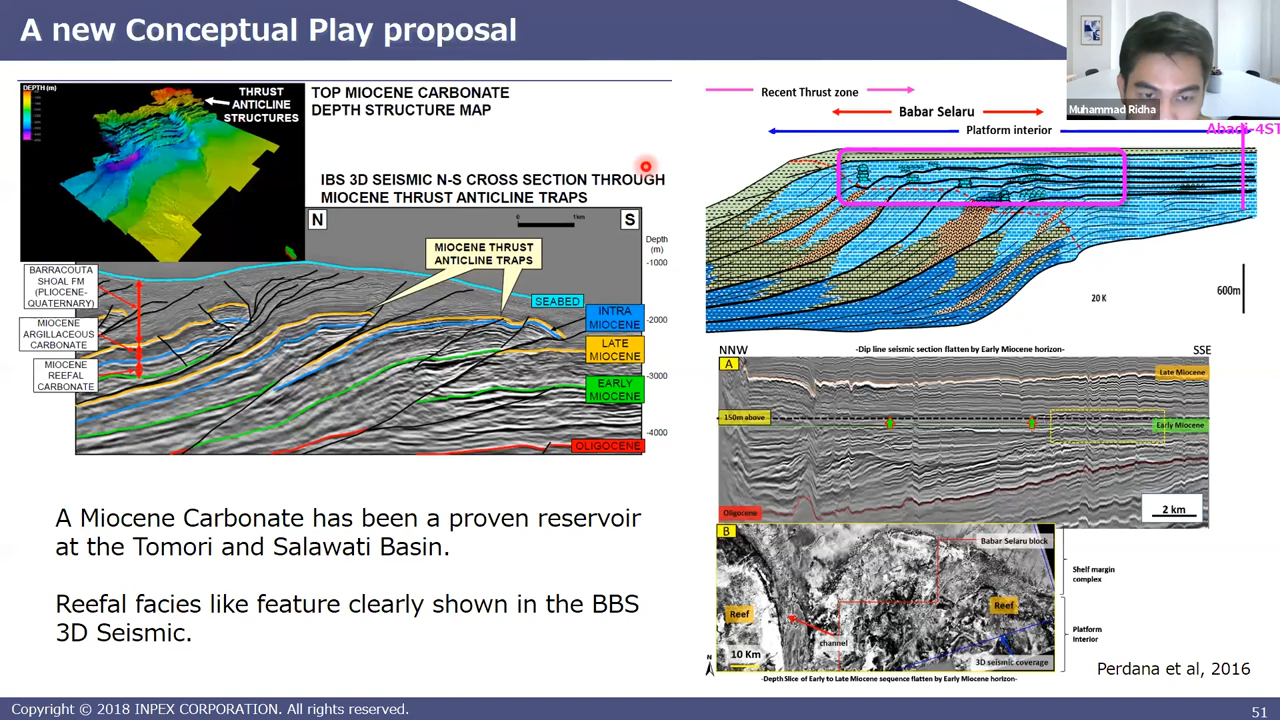 A new Conceptual Play proposal
Muhammad Ridha
DEPTH (m)
THRUST
ANTICLINE
STRUCTURES
TOP MIOCENE CARBONATE
DEPTH STRUCTURE MAP
IBS 3D SEISMIC N-S CROSS SECTION THROUGH
MIOCENE THRUST ANTICLINE TRAPS
N
S
0
1km
MIOCENE THRUST
ANTICLINE TRAPS
Depth
(m)
-1000
-2000
-3000
-4000
BARRACOUTA
SHOAL FM
(PLIOCENE-
QUATERNARY)
MIOCENE
ARGILLACEOUS
CARBONATE
MIOCENE
REEFAL
CARBONATE
SEABED
INTRA
MIOCENE
LATE
MIOCENE
EARLY
MIOCENE
OLIGOCENE
A Miocene Carbonate has been a proven reservoir
at the Tomori and Salawati Basin.
Reefal facies like feature clearly shown in the BBS
3D Seismic.
Recent Thrust zone
Babar Selaru
Platform interior
Abadi-4ST
20 K
600m
NNW
-Dip line seismic section flatten by Early Miocene horizon-
SSE
A
Late Miocene
150m above
Early Miocene
Oligocene
2 km
B
Babar Selaru block
Reef
Reef
channel
10 Km
3D seismic coverage
N
Shelf margin
complex
Platform
Interior
-Depth Slice of Early to Late Miocene sequence flatten by Early Miocene horizon-
Perdana et al, 2016
Copyright © 2018 INPEX CORPORATION. All rights reserved.
51